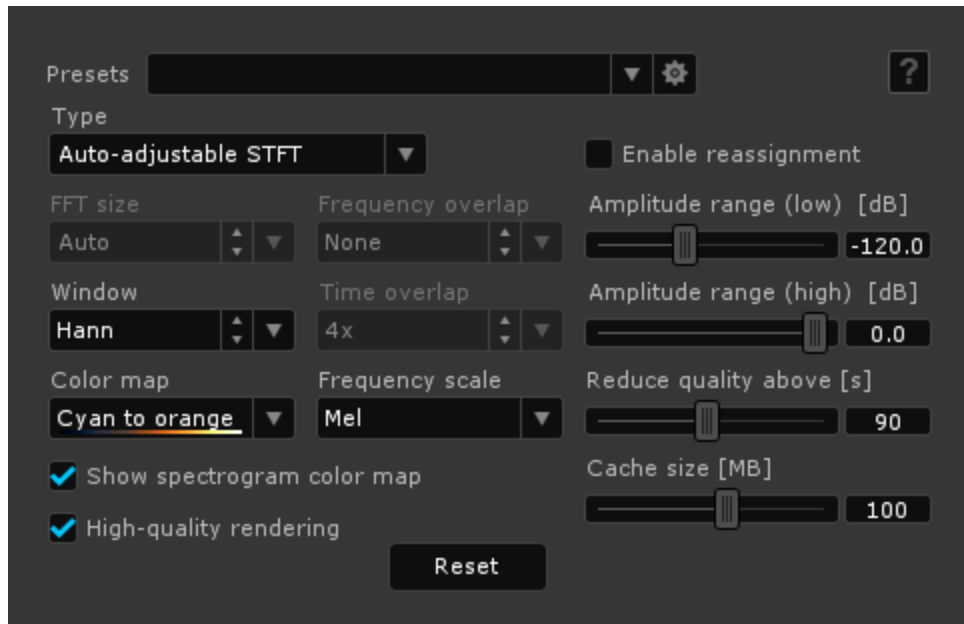 Presets
?
Type
Auto-adjustable STFT
Enable reassignment
FFT size
Frequency overlap
Amplitude range (low) [dB]
Auto
None
-120.0
Window
Time overlap
Amplitude range (high) [dB]
Hann
4x
0.0
Color map
Frequency scale
Reduce quality above [s]
Cyan to orange
Mel
90
Show spectrogram color map
Cache size [MB]
100
High-quality rendering
Reset